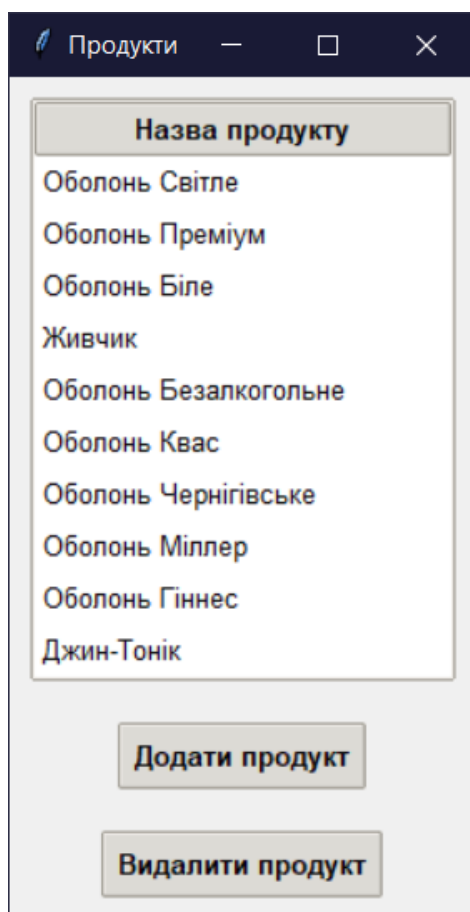 Продукти
Назва продукту
Оболонь Світле
Оболонь Преміум
Оболонь Біле
Живчик
Оболонь Безалкогольне
Оболонь Квас
Оболонь Чернігівське
Оболонь Міллер
Оболонь Гіннес
Джин-Тонік
Додати продукт
Видалити продукт